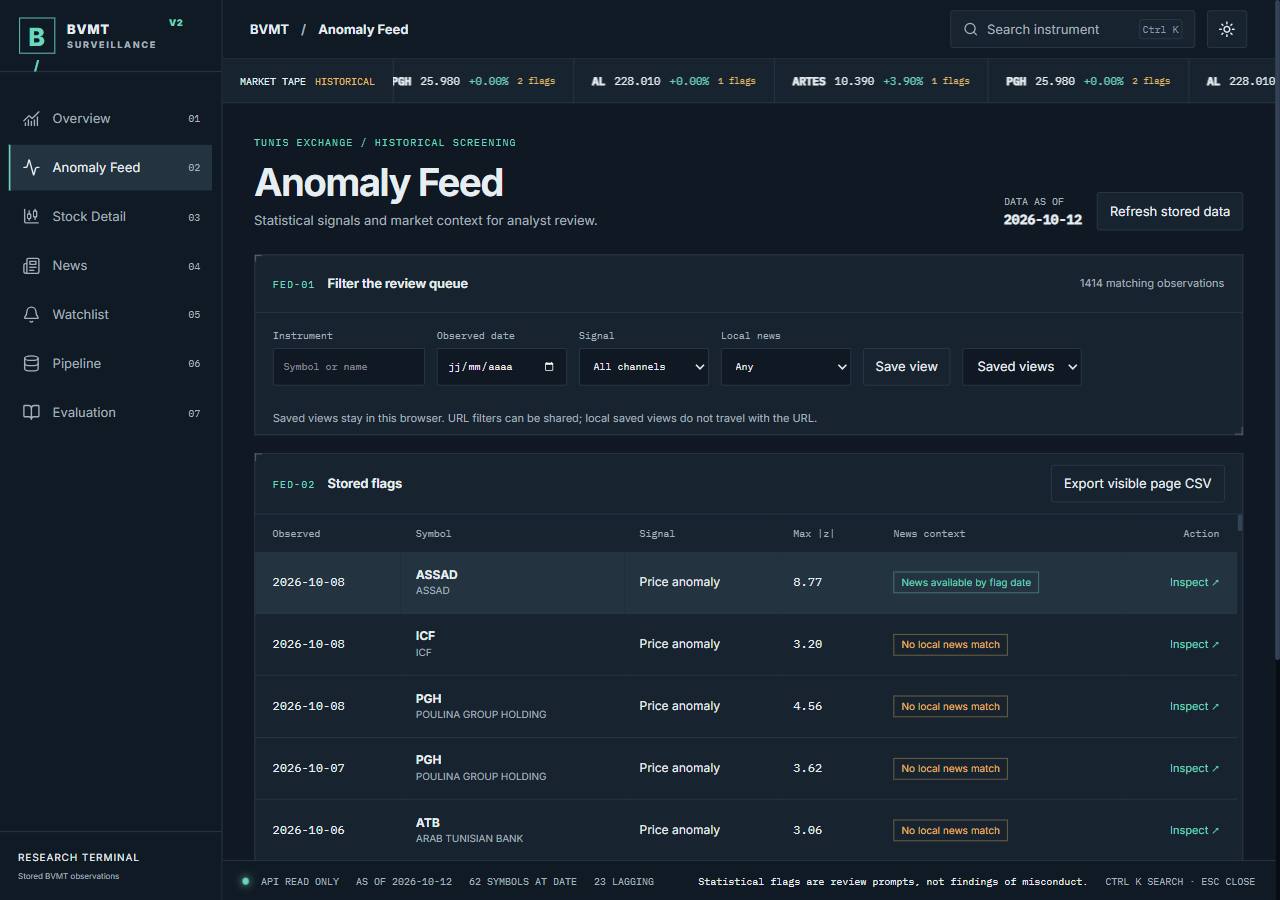 B BVMT V2
SURVEILLANCE
/
BVMT / Anomaly Feed
Search instrument Ctrl K
MARKET TAPE HISTORICAL PGH 25.980 +0.00% 2 flags AL 228.010 +0.00% 1 flags ARTES 10.390 +3.90% 1 flags PGH 25.980 +0.00% 2 flags AL 228.010
Overview 01
Anomaly Feed 02
Stock Detail 03
News 04
Watchlist 05
Pipeline 06
Evaluation 07
RESEARCH TERMINAL
Stored BVMT observations
TUNIS EXCHANGE / HISTORICAL SCREENING
Anomaly Feed
Statistical signals and market context for analyst review.
DATA AS OF
2026-10-12
Refresh stored data
FED-01 Filter the review queue 1414 matching observations
Instrument Observed date Signal Local news
Symbol or name jj/mm/aaaa All channels Any Save view Saved views
Saved views stay in this browser. URL filters can be shared; local saved views do not travel with the URL.
FED-02 Stored flags Export visible page CSV
Observed Symbol Signal Max |z| News context Action
2026-10-08 ASSAD Price anomaly 8.77 News available by flag date Inspect ↗
ASSAD
2026-10-08 ICF Price anomaly 3.20 No local news match Inspect ↗
ICF
2026-10-08 PGH Price anomaly 4.56 No local news match Inspect ↗
POULINA GROUP HOLDING
2026-10-07 PGH Price anomaly 3.62 No local news match Inspect ↗
POULINA GROUP HOLDING
2026-10-06 ATB Price anomaly 3.06 No local news match Inspect ↗
ARAB TUNISIAN BANK
API READ ONLY AS OF 2026-10-12 62 SYMBOLS AT DATE 23 LAGGING Statistical flags are review prompts, not findings of misconduct. CTRL K SEARCH · ESC CLOSE